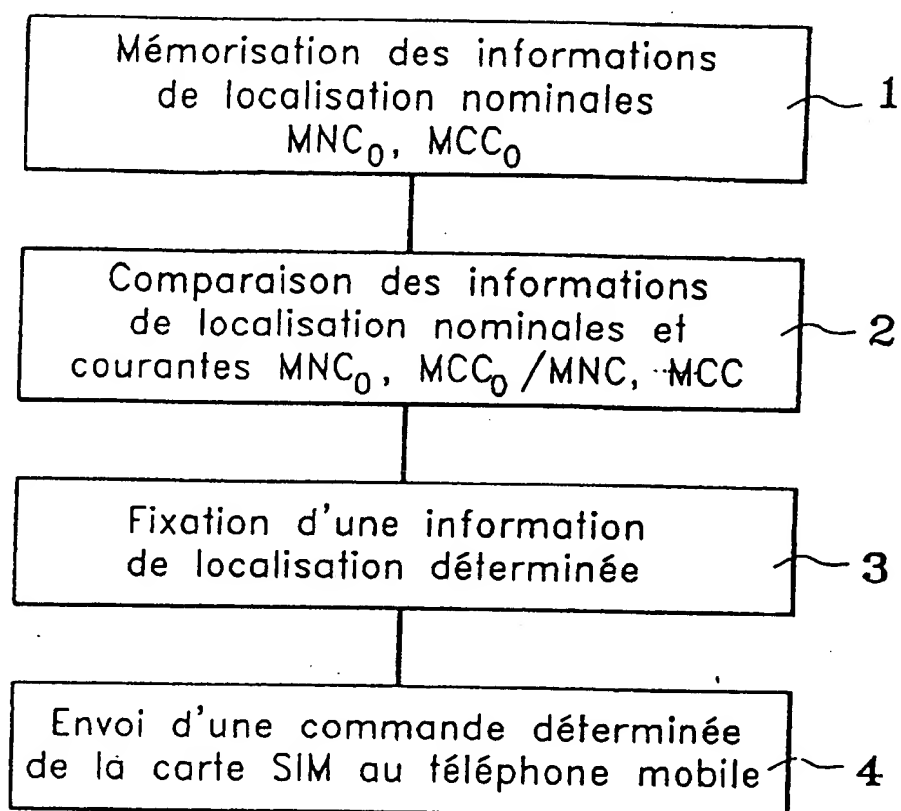 Mémorisation des informations
de localisation nominales
MNC₀, MCC₀
1
Comparaison des informations
de localisation nominales et
courantes MNC₀, MCC₀/MNC, MCC
2
Fixation d'une information
de localisation déterminée
3
Envoi d'une commande déterminée
de la carte SIM au téléphone mobile
4